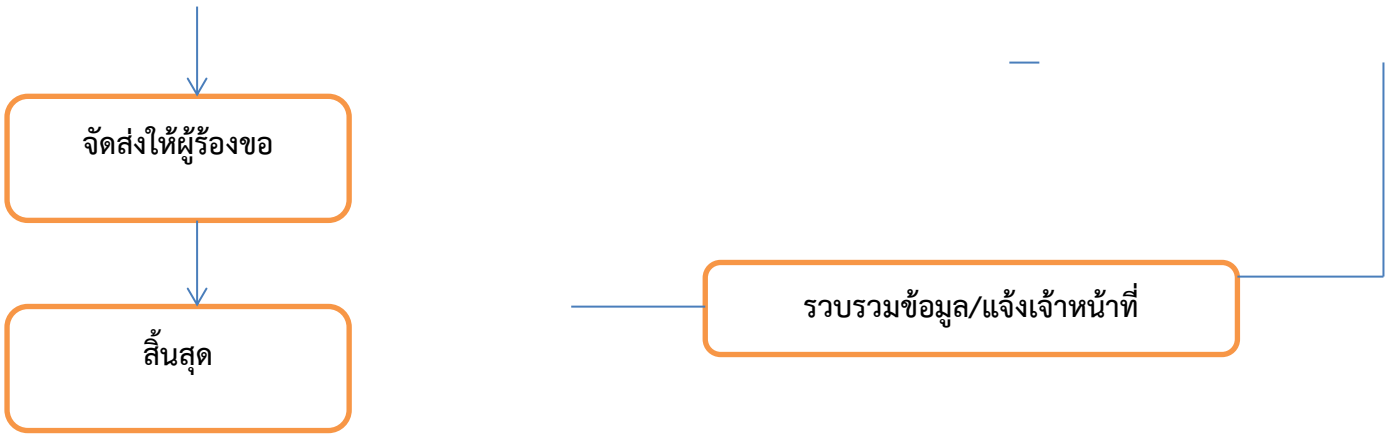 จัดส่งให้ผู้ร้องขอ
รวบรวมข้อมูล/แจ้งเจ้าหน้าที่
สิ้นสุด